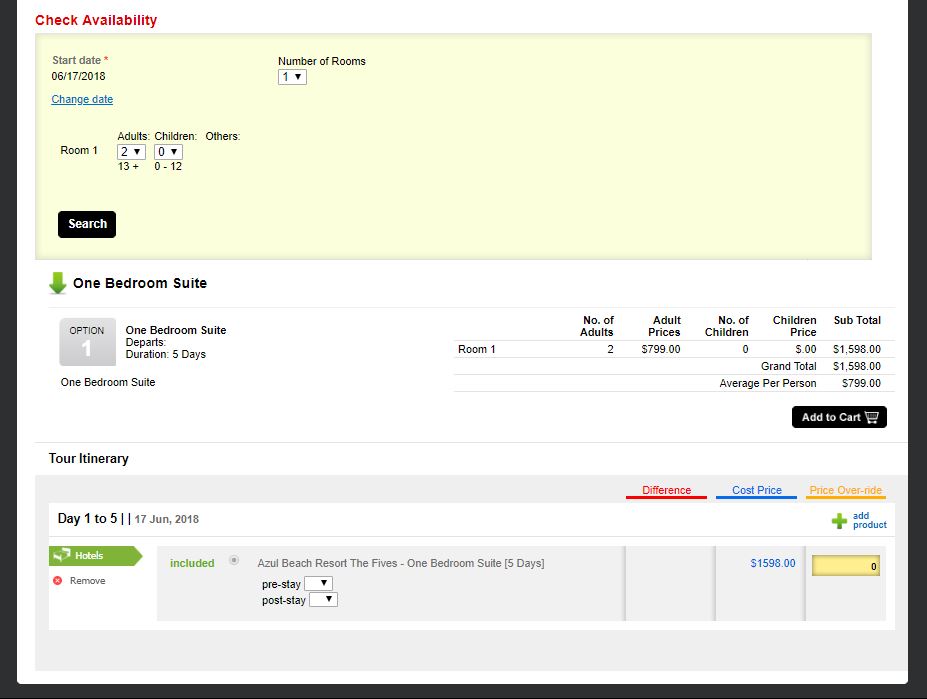 Check Availability
Start date *
06/17/2018
Change date
Number of Rooms
1
Adults: Children: Others:
Room 1 2 0
13 + 0 - 12
Search
One Bedroom Suite
OPTION
1
One Bedroom Suite
Departs:
Duration: 5 Days
One Bedroom Suite
No. of Adults Adult Prices No. of Children Children Price Sub Total
Room 1 2 $799.00 0 $.00 $1,598.00
Grand Total $1,598.00
Average Per Person $799.00
Add to Cart
Tour Itinerary
Difference Cost Price Price Over-ride
Day 1 to 5 | | 17 Jun, 2018
add
product
Hotels
Remove
included Azul Beach Resort The Fives - One Bedroom Suite [5 Days] $1598.00 0
pre-stay
post-stay